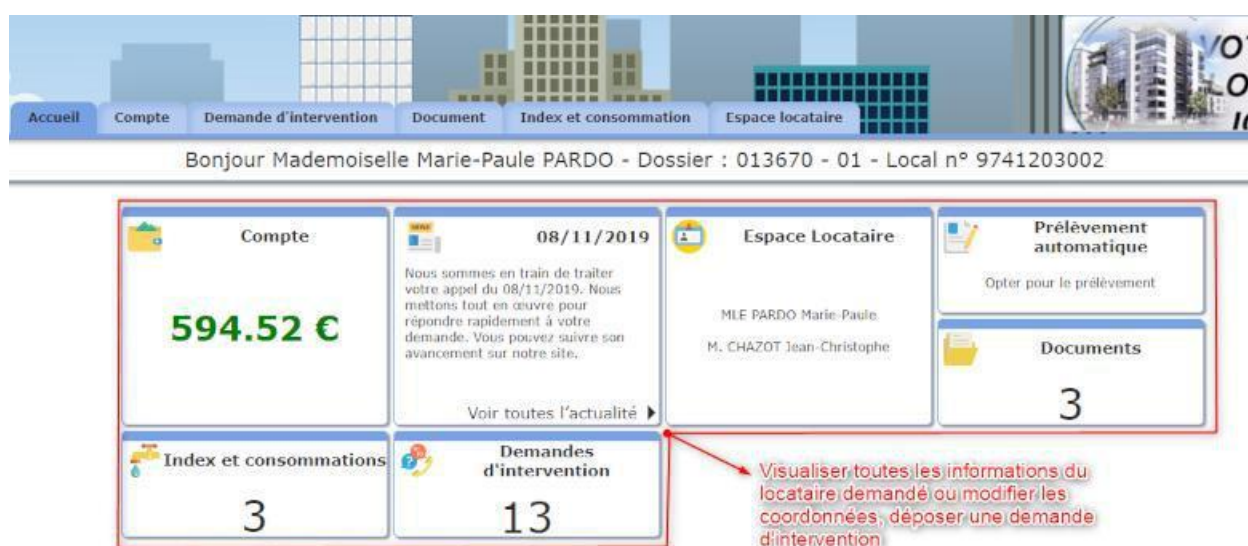 VOT
Accueil
Compte
Demande d'intervention
Document
Index et consommation
Espace locataire
Bonjour Mademoiselle Marie-Paule PARDO - Dossier : 013670 - 01 - Local n° 9741203002
Compte
594.52 €
08/11/2019
Nous sommes en train de traiter
votre appel du 08/11/2019. Nous
mettons tout en œuvre pour
répondre rapidement à votre
demande. Vous pouvez suivre son
avancement sur notre site.
Voir toutes l'actualité
Espace Locataire
MLE PARDO Marie-Paule
M. CHAZOT Jean-Christophe
Prélèvement
automatique
Opter pour le prélèvement
Documents
3
Index et consommations
3
Demandes
d'intervention
13
Visualiser toutes les informations du
locataire demandé ou modifier les
coordonnées, déposer une demande
d'intervention